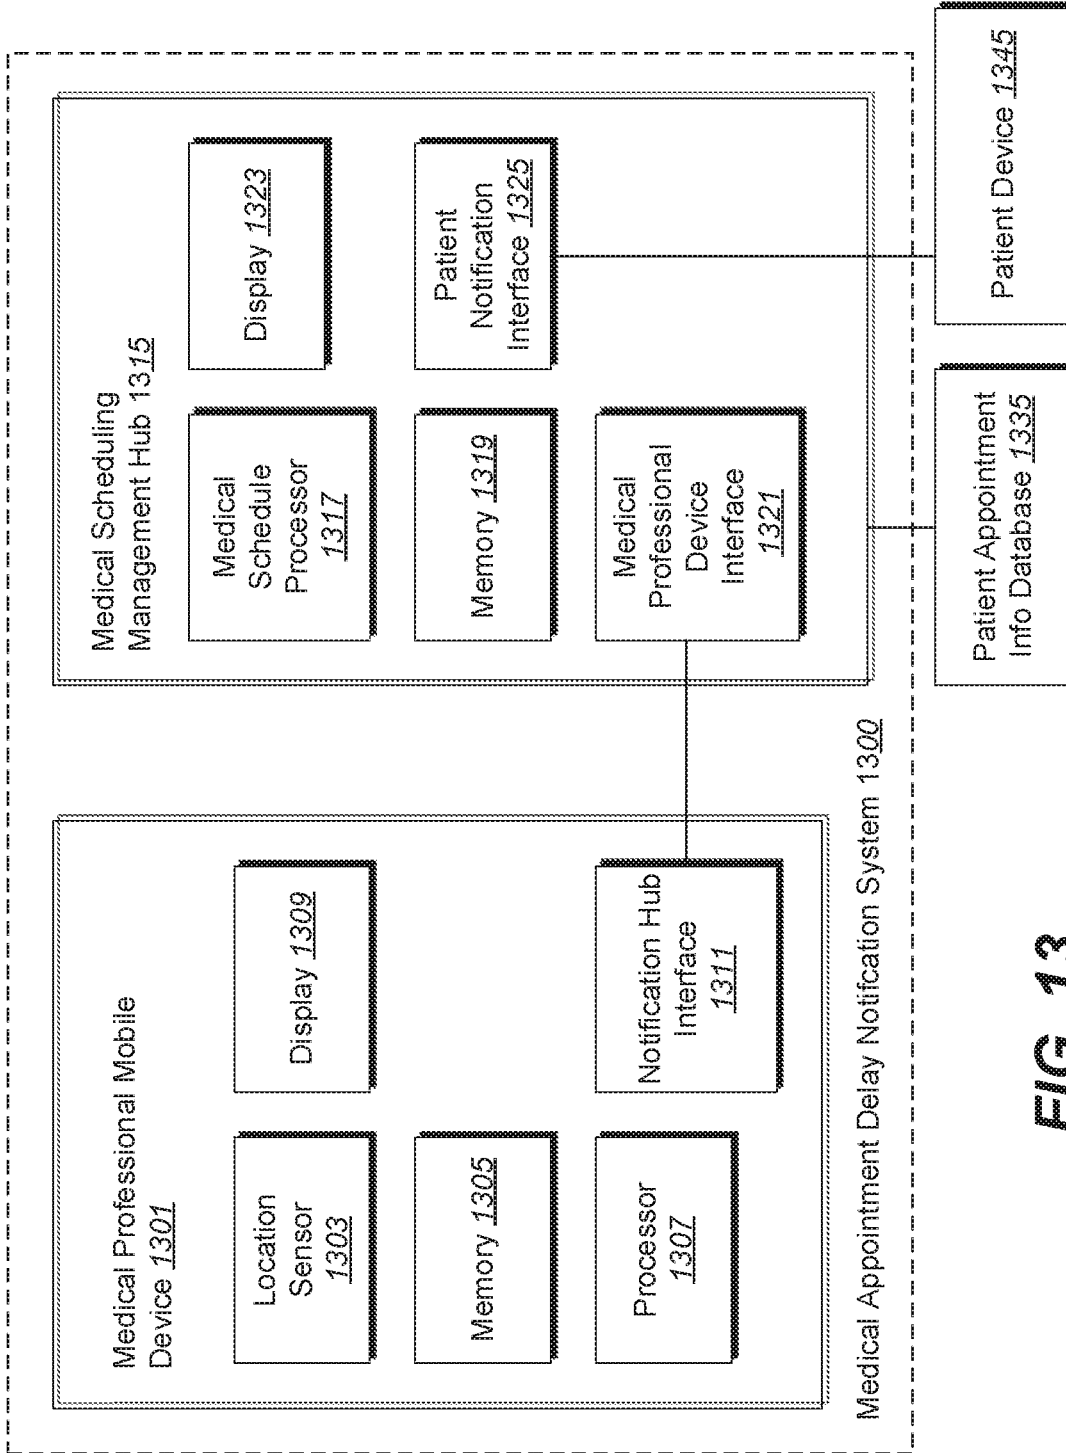 Medical Professional Mobile
Device 1301
Location
Sensor
1303
Display 1309
Memory 1305
Processor
1307
Notification Hub
Interface
1311
Medical Scheduling
Management Hub 1315
Medical
Schedule
Processor
1317
Display 1323
Memory 1319
Patient
Notification
Interface 1325
Medical
Professional
Device
Interface
1321
Medical Appointment Delay Notifcation System 1300
Patient Appointment
Info Database 1335
Patient Device 1345
FIG. 13